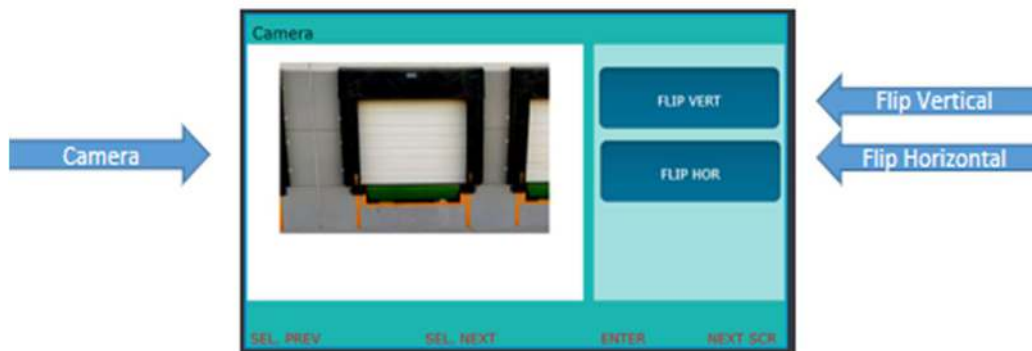 Camera
FLIP VERT
Flip Vertical
Camera
FLIP HOR
Flip Horizontal
SEL. PREV SEL. NEXT ENTER NEXT SCR